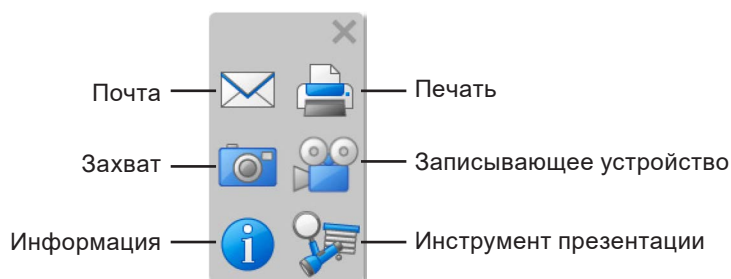 Почта
Печать
Захват
Записывающее устройство
Информация
Инструмент презентации